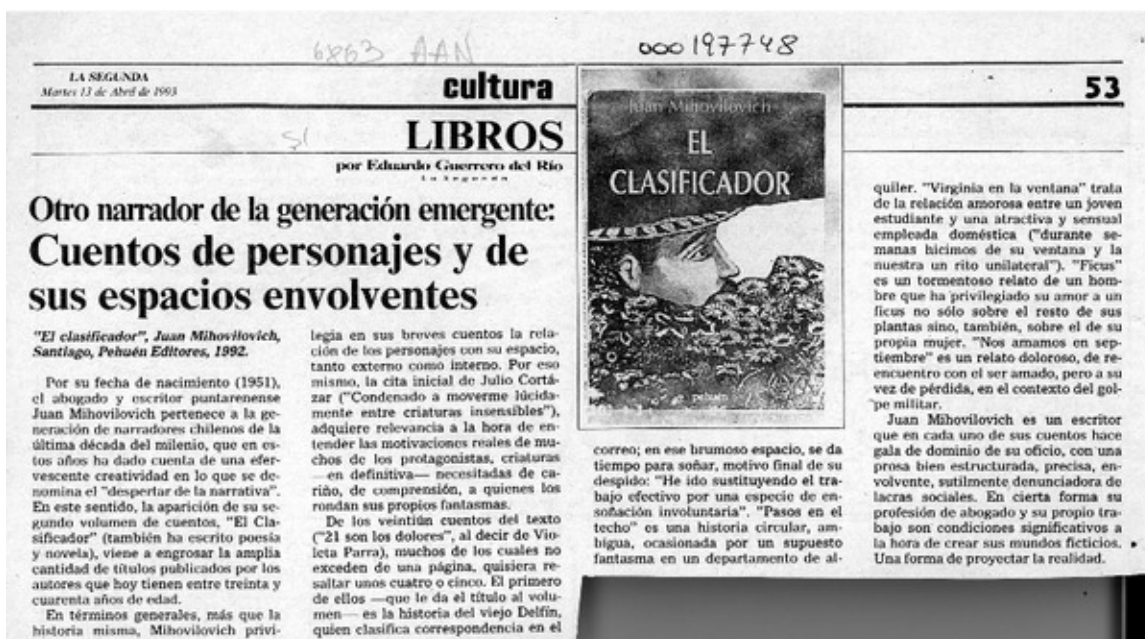 6863 AAN
000197748
LA SEGUNDA
Martes 13 de Abril de 1993
cultura
53
LIBROS
por Eduardo Guerrero del Río
La Segunda
Otro narrador de la generación emergente:
Cuentos de personajes y de
sus espacios envolventes
"El clasificador", Juan Mihovilovich,
Santiago, Pehuén Editores, 1992.
Por su fecha de nacimiento (1951),
el abogado y escritor puntarenense
Juan Mihovilovich pertenece a la ge-
neración de narradores chilenos de la
última década del milenio, que en es-
tos años ha dado cuenta de una efer-
vescente creatividad en lo que se de-
nomina el "despertar de la narrativa".
En este sentido, la aparición de su se-
gundo volumen de cuentos, "El Cla-
sificador" (también ha escrito poesía
y novela), viene a engrosar la amplia
cantidad de títulos publicados por los
autores que hoy tienen entre treinta y
cuarenta años de edad.
En términos generales, más que la
historia misma, Mihovilovich privi-
legia en sus breves cuentos la rela-
ción de los personajes con su espacio,
tanto externo como interno. Por eso
mismo, la cita inicial de Julio Cortá-
zar ("Condenado a moverme lúcida-
mente entre criaturas insensibles"),
adquiere relevancia a la hora de en-
tender las motivaciones reales de mu-
chos de los protagonistas, criaturas
—en definitiva— necesitadas de ca-
riño, de comprensión, a quienes los
rondan sus propios fantasmas.
De los veintiún cuentos del texto
("21 son los dolores", al decir de Vio-
leta Parra), muchos de los cuales no
exceden de una página, quisiera re-
saltar unos cuatro o cinco. El primero
de ellos —que le da el título al volu-
men— es la historia del viejo Delfín,
quien clasifica correspondencia en el
Juan Mihovilovich
EL
CLASIFICADOR
pehuén
correo; en ese brumoso espacio, se da
tiempo para soñar, motivo final de su
despido: "He ido sustituyendo el tra-
bajo efectivo por una especie de en-
soñación involuntaria". "Pasos en el
techo" es una historia circular, am-
bigua, ocasionada por un supuesto
fantasma en un departamento de al-
quiler. "Virginia en la ventana" trata
de la relación amorosa entre un joven
estudiante y una atractiva y sensual
empleada doméstica ("durante se-
manas hicimos de su ventana y la
nuestra un rito unilateral"). "Ficus"
es un tormentoso relato de un hom-
bre que ha privilegiado su amor a un
ficus no sólo sobre el resto de sus
plantas sino, también, sobre el de su
propia mujer. "Nos amamos en sep-
tiembre" es un relato doloroso, de re-
encuentro con el ser amado, pero a su
vez de pérdida, en el contexto del gol-
pe militar.
Juan Mihovilovich es un escritor
que en cada uno de sus cuentos hace
gala de dominio de su oficio, con una
prosa bien estructurada, precisa, en-
volvente, sutilmente denunciadora de
lacras sociales. En cierta forma su
profesión de abogado y su propio tra-
bajo son condiciones significativos a
la hora de crear sus mundos ficticios.
Una forma de proyectar la realidad.